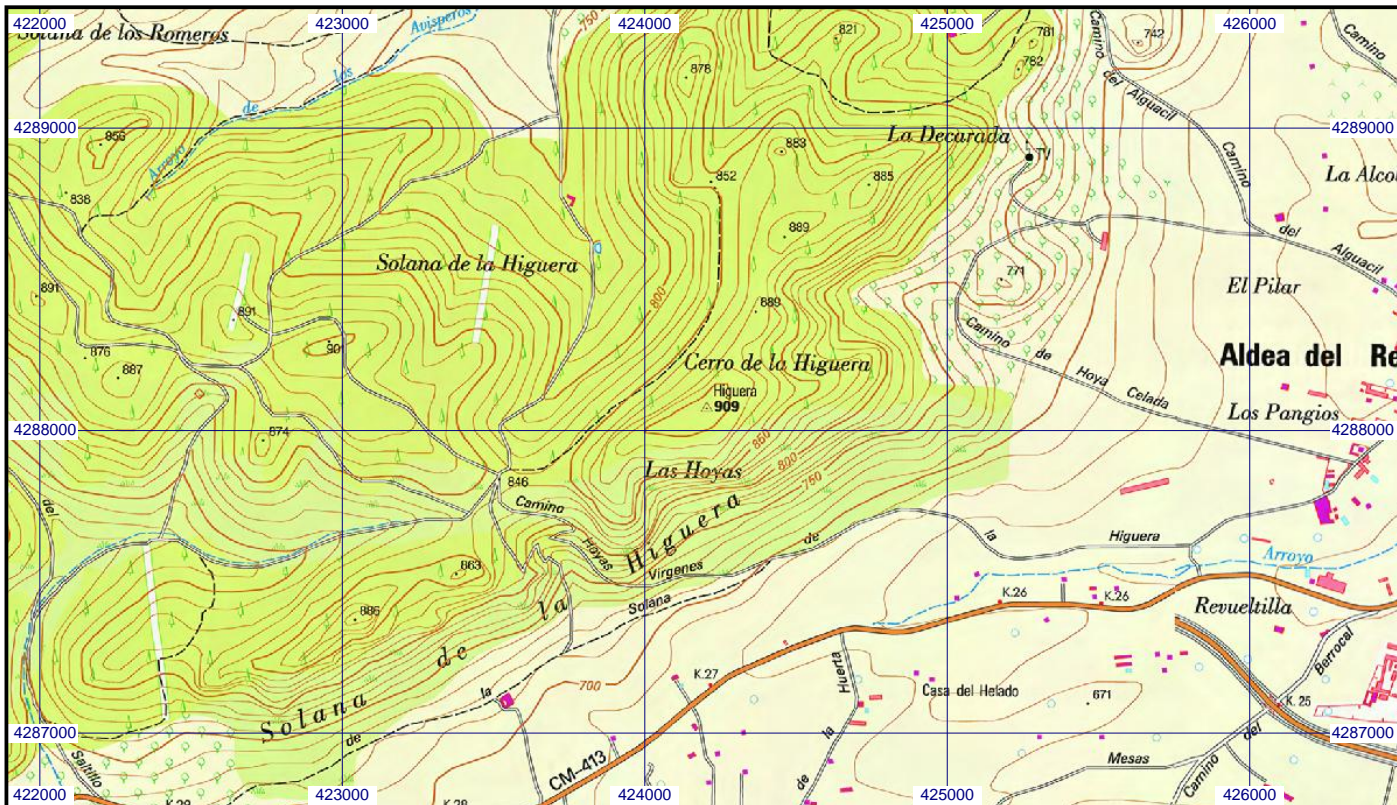 422000
423000
424000
425000
426000
Solana de los Romeros
Avisperos
los
de
Arroyo
750
821
781
782
742
Camino
del Alguacil
Camino
878
4289000
4289000
856
883
La Decarada
TV
Camino
838
852
885
La Alcol
889
del
Alguacil
Solana de la Higuera
771
El Pilar
891
891
800
889
Camino
de
Hoya
Celada
901
876
887
Cerro de la Higuera
Aldea del Re
Higuera
909
Los Pangios
4288000
4288000
874
850
800
750
846
Las Hoyas
Camino
Hoyas
Vírgenes
de
la
Higuera
del
863
Arroyo
Solana
de
la
Higuera
886
Solana
la
de
K.26
K.26
Revueltilla
700
K.27
Huerta
la
de
Casa del Helado
671
K.25
Berrocal
4287000
4287000
Saltillo
CM-413
Mesas
Camino
del
K.28
422000
423000
424000
425000
426000